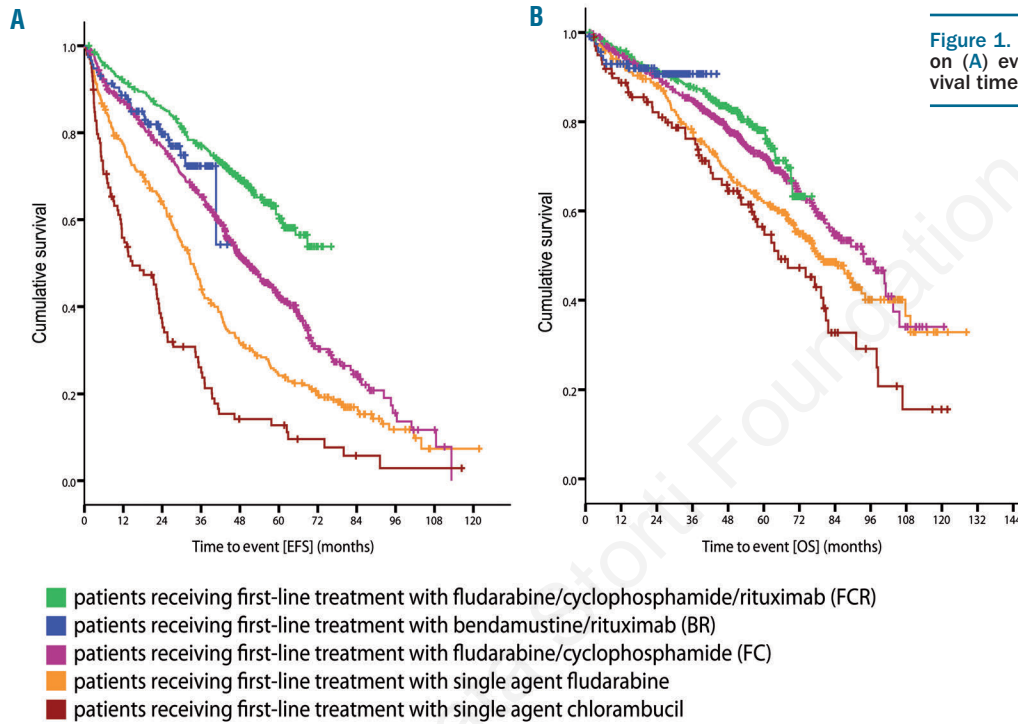 A
B
Figure 1.
on (A) ev
vival time
Cumulative survival
1.0
0.8
0.6
0.4
0.2
0.0
0 12 24 36 48 60 72 84 96 108 120
Time to event [EFS] (months)
Cumulative survival
1.0
0.8
0.6
0.4
0.2
0.0
0 12 24 36 48 60 72 84 96 108 120 132 144
Time to event [OS] (months)
patients receiving first-line treatment with fludarabine/cyclophosphamide/rituximab (FCR)
patients receiving first-line treatment with bendamustine/rituximab (BR)
patients receiving first-line treatment with fludarabine/cyclophosphamide (FC)
patients receiving first-line treatment with single agent fludarabine
patients receiving first-line treatment with single agent chlorambucil
Storti Foundation